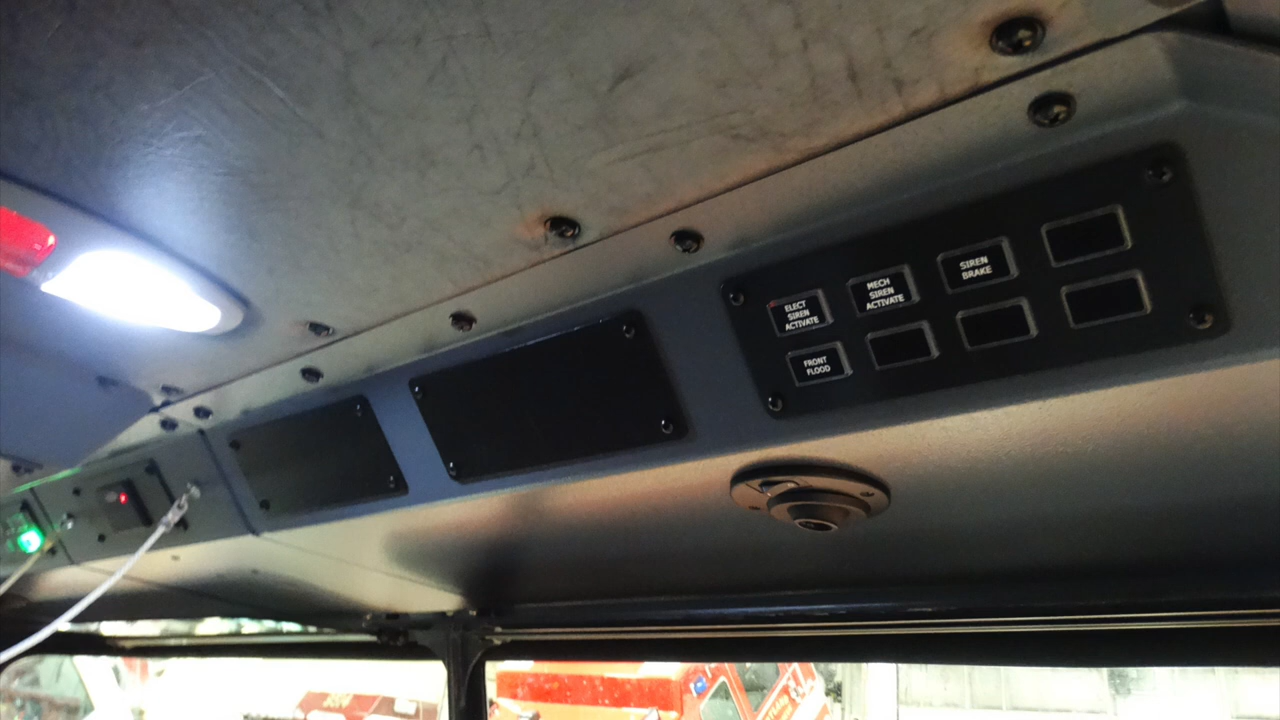 ELECT
SIREN
ACTIVATE
MECH
SIREN
ACTIVATE
SIREN
BRAKE
FRONT
FLOOD